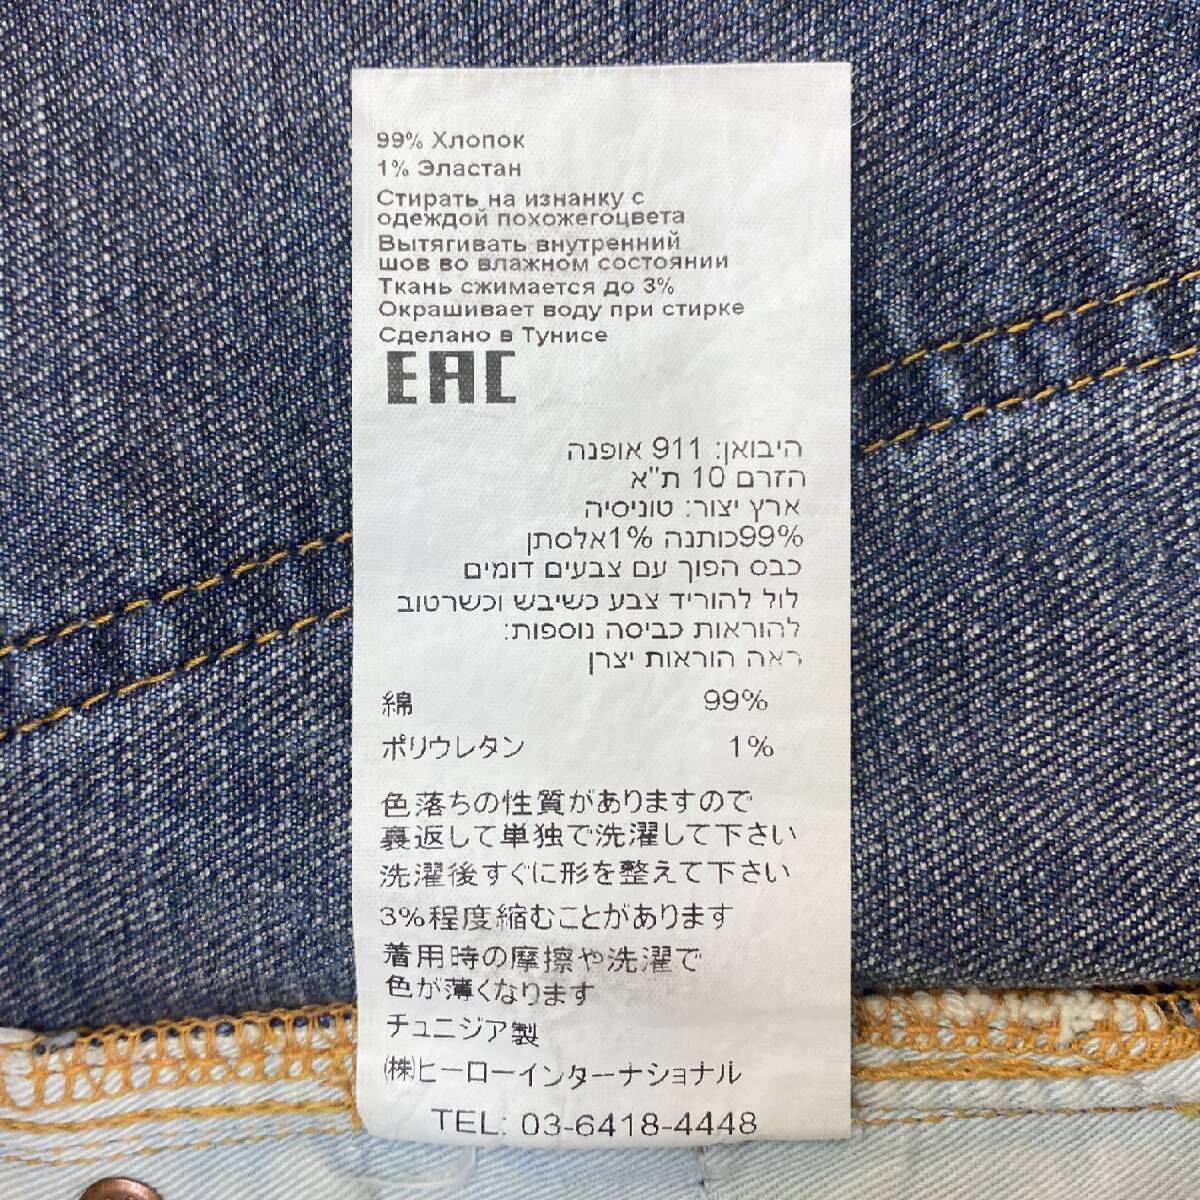 99% Хлопок
1% Эластан
Стирать на изнанку с
одеждой похожегоцвета
Вытягивать внутренний
шов во влажном состоянии
Ткань сжимается до 3%
Окрашивает воду при стирке
Сделано в Тунисе
EAC
היבואן: 911 אופנה
הזרם 10 ת"א
ארץ יצור: טוניסיה
99%כותנה 1%אלסתן
כבס הפוך עם צבעים דומים
לול להוריד צבע כשיבש וכשרטוב
להוראות כביסה נוספות:
ראה הוראות יצרן
綿 99%
ポリウレタン 1%
色落ちの性質がありますので
裏返して単独で洗濯して下さい
洗濯後すぐに形を整えて下さい
3%程度縮むことがあります
着用時の摩擦や洗濯で
色が薄くなります
チュニジア製
㈱ヒーローインターナショナル
TEL: 03-6418-4448